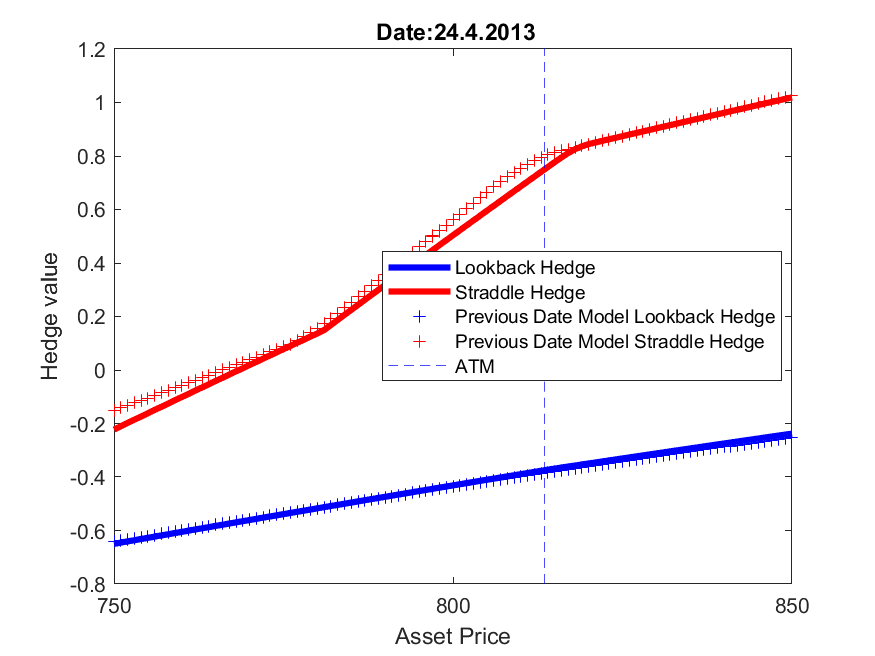 Date:24.4.2013
1.2
1
0.8
0.6
0.4
0.2
0
-0.2
-0.4
-0.6
-0.8
Hedge value
Lookback Hedge
Straddle Hedge
Previous Date Model Lookback Hedge
Previous Date Model Straddle Hedge
ATM
750
800
850
Asset Price